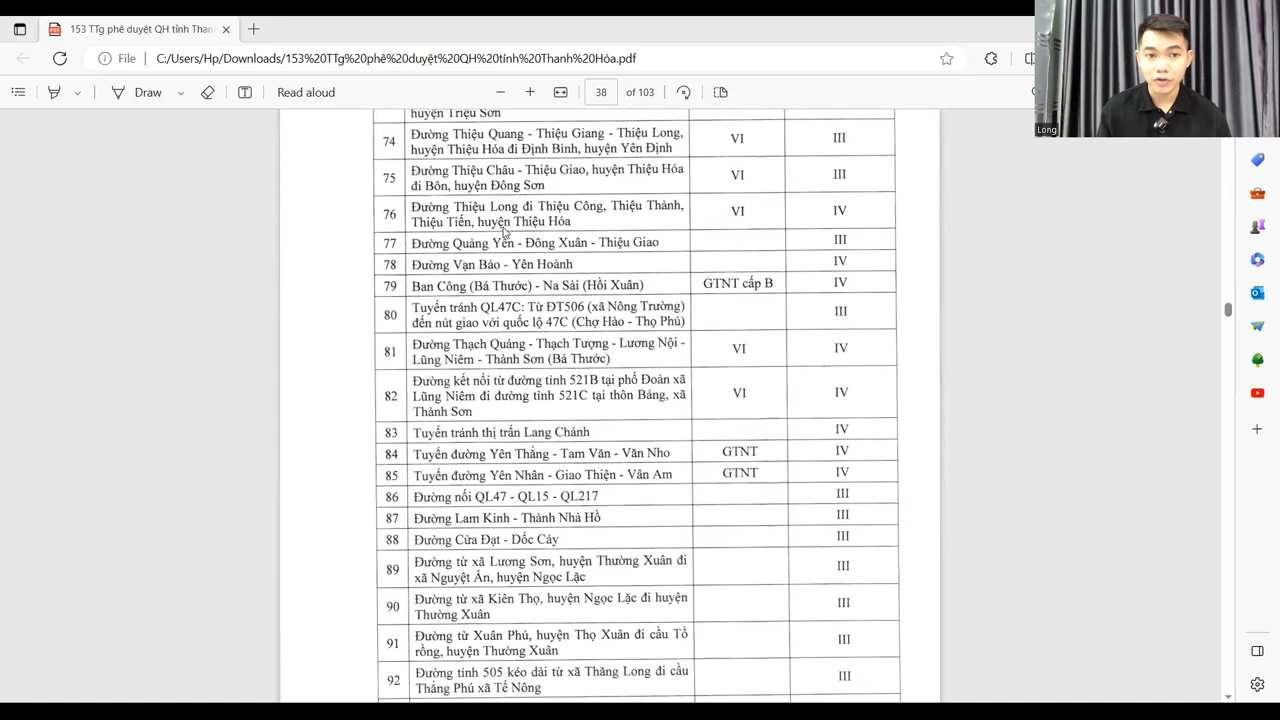 153 TTg phê duyệt QH tỉnh Than
File
C:/Users/Hp/Downloads/153%20TTg%20phê%20duyệt%20QH%20tỉnh%20Thanh%20Hóa.pdf
Draw
Read aloud
38
of 103
Long
huyện Triệu Sơn
74 Đường Thiệu Quang - Thiệu Giang - Thiệu Long, VI III
huyện Thiệu Hóa đi Định Bình, huyện Yên Định
75 Đường Thiệu Châu - Thiệu Giao, huyện Thiệu Hóa VI III
đi Bôn, huyện Đông Sơn
76 Đường Thiệu Long đi Thiệu Công, Thiệu Thành, VI IV
Thiệu Tiến, huyện Thiệu Hóa
77 Đường Quảng Yên - Đông Xuân - Thiệu Giao III
78 Đường Vạn Bảo - Yên Hoành IV
79 Ban Công (Bá Thước) - Na Sài (Hồi Xuân) GTNT cấp B IV
80 Tuyến tránh QL47C: Từ ĐT506 (xã Nông Trường) III
đến nút giao với quốc lộ 47C (Chợ Hào - Thọ Phú)
81 Đường Thạch Quảng - Thạch Tượng - Lương Nội - VI IV
Lũng Niêm - Thành Sơn (Bá Thước)
82 Đường kết nối từ đường tỉnh 521B tại phố Đoàn xã VI IV
Lũng Niêm đi đường tỉnh 521C tại thôn Báng, xã
Thành Sơn
83 Tuyến tránh thị trấn Lang Chánh IV
84 Tuyến đường Yên Thắng - Tam Văn - Văn Nho GTNT IV
85 Tuyến đường Yên Nhân - Giao Thiện - Vân Am GTNT IV
86 Đường nối QL47 - QL15 - QL217 III
87 Đường Lam Kinh - Thành Nhà Hồ III
88 Đường Cửa Đạt - Dốc Cáy III
89 Đường từ xã Lương Sơn, huyện Thường Xuân đi III
xã Nguyệt Ấn, huyện Ngọc Lặc
90 Đường từ xã Kiên Thọ, huyện Ngọc Lặc đi huyện III
Thường Xuân
91 Đường từ Xuân Phú, huyện Thọ Xuân đi cầu Tổ III
rồng, huyện Thường Xuân
92 Đường tỉnh 505 kéo dài từ xã Thăng Long đi cầu III
Thắng Phú xã Tế Nông